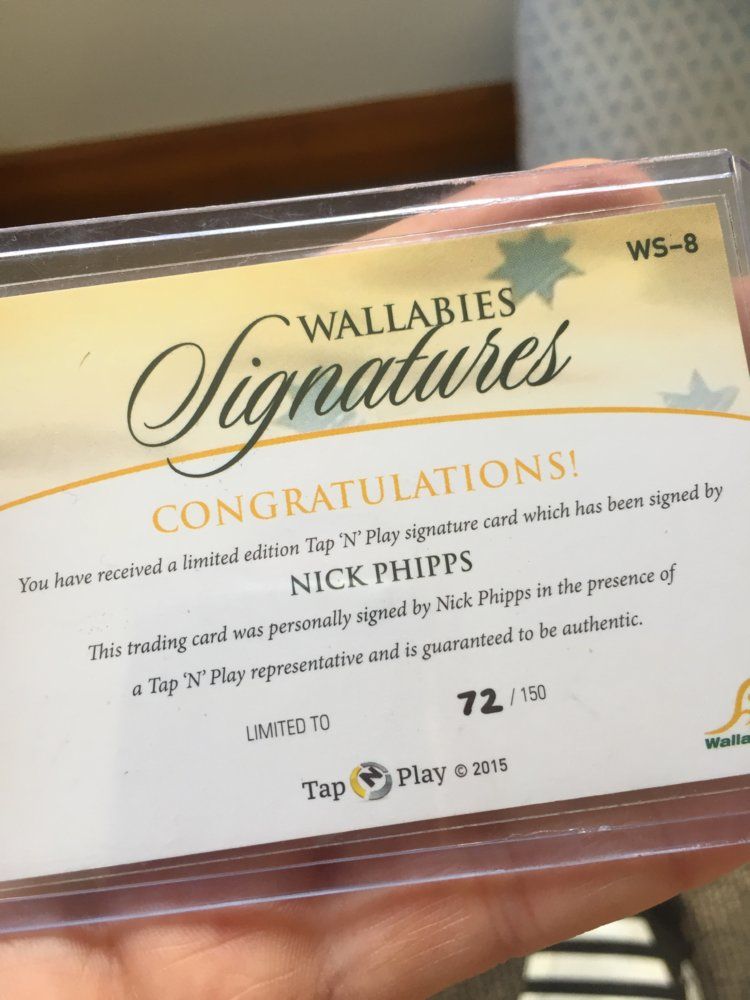 WS-8
WALLABIES
Signatures
CONGRATULATIONS!
You have received a limited edition Tap 'N' Play signature card which has been signed by
NICK PHIPPS
This trading card was personally signed by Nick Phipps in the presence of
a Tap 'N' Play representative and is guaranteed to be authentic.
LIMITED TO 72 / 150
Tap N Play © 2015